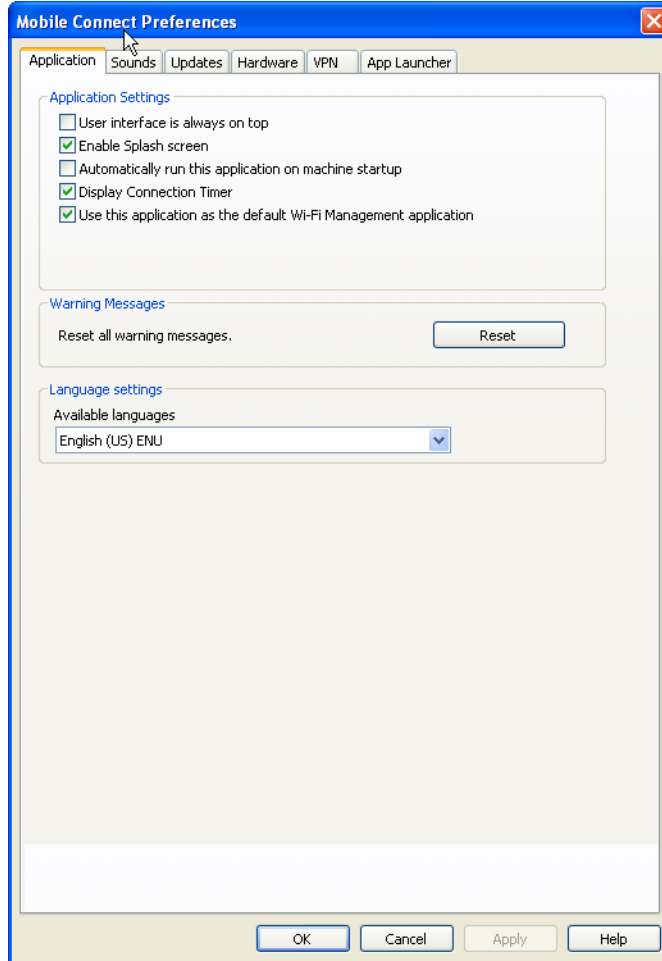 Mobile Connect Preferences
Application Sounds Updates Hardware VPN App Launcher
Application Settings
User interface is always on top
Enable Splash screen
Automatically run this application on machine startup
Display Connection Timer
Use this application as the default Wi-Fi Management application
Warning Messages
Reset all warning messages. Reset
Language settings
Available languages
English (US) ENU
OK Cancel Apply Help